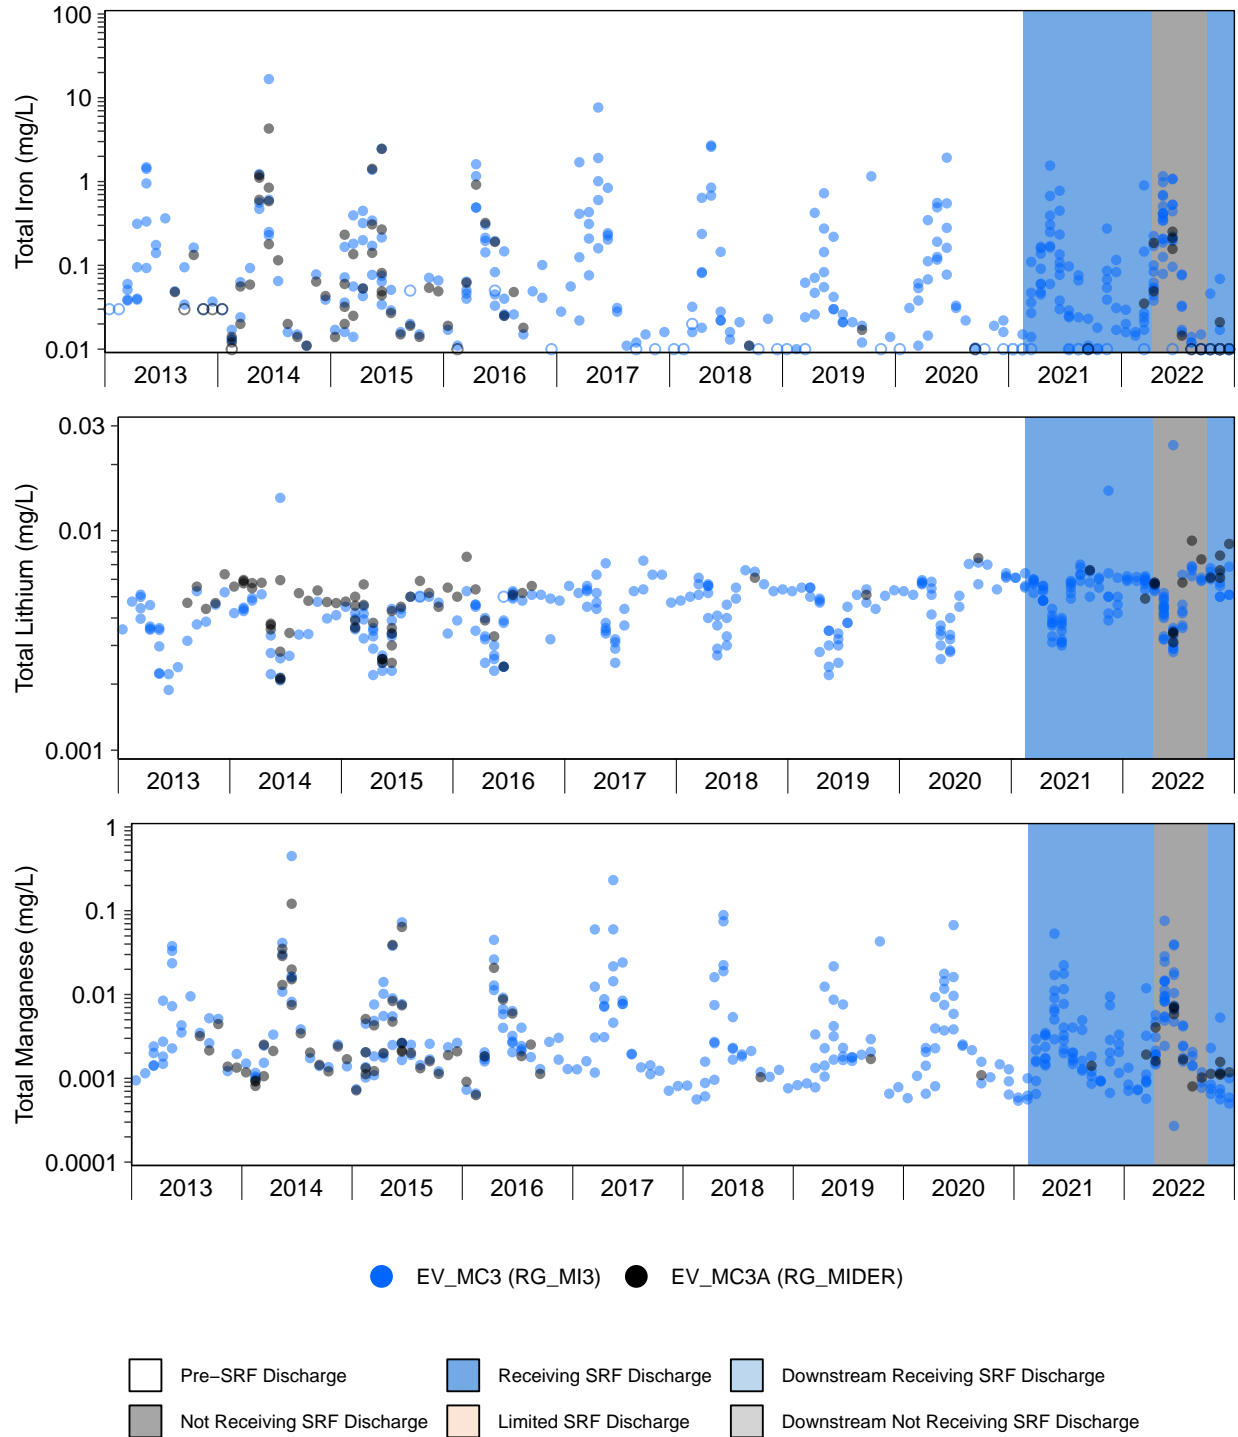 100
10
1
0.1
0.01
Total Iron (mg/L)
2013 2014 2015 2016 2017 2018 2019 2020 2021 2022
0.03
0.01
0.001
Total Lithium (mg/L)
2013 2014 2015 2016 2017 2018 2019 2020 2021 2022
1
0.1
0.01
0.001
0.0001
Total Manganese (mg/L)
2013 2014 2015 2016 2017 2018 2019 2020 2021 2022
EV_MC3 (RG_MI3) EV_MC3A (RG_MIDER)
Pre−SRF Discharge Receiving SRF Discharge Downstream Receiving SRF Discharge
Not Receiving SRF Discharge Limited SRF Discharge Downstream Not Receiving SRF Discharge